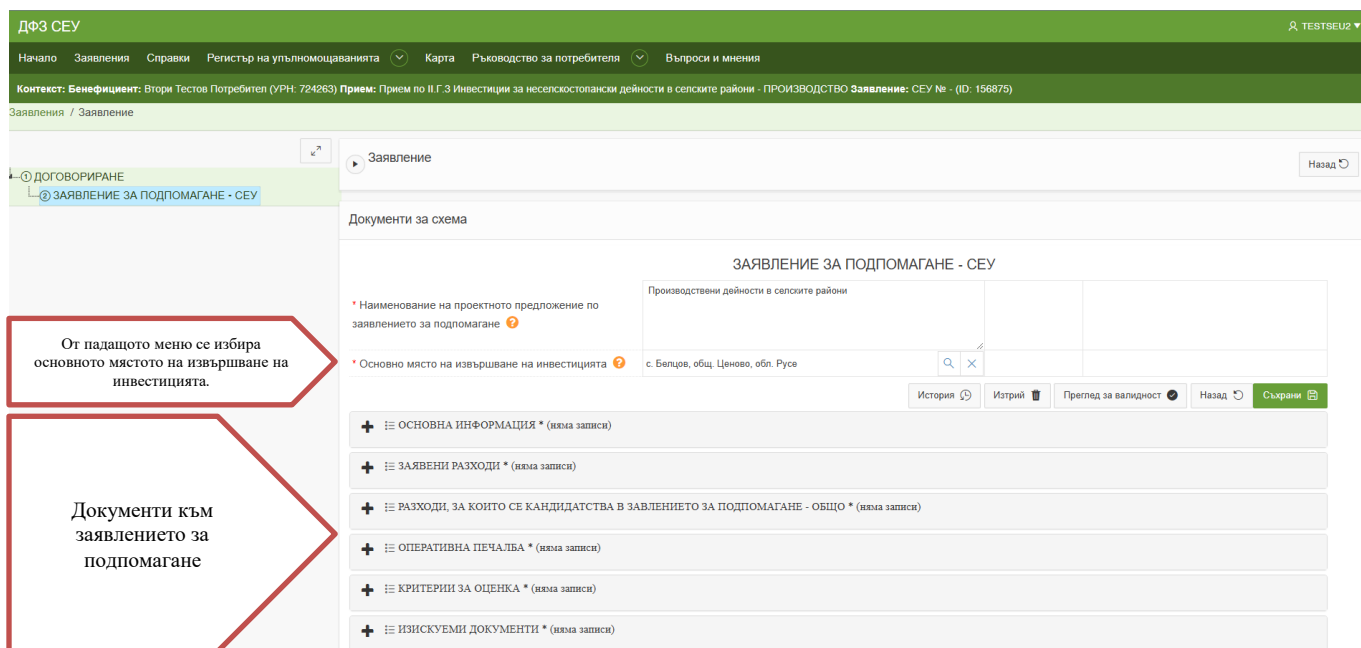 ДФЗ СЕУ
TESTSEU2
Начало Заявления Справки Регистър на упълномощаванията Карта Ръководство за потребителя Въпроси и мнения
Контекст: Бенефициент: Втори Тестов Потребител (УРН: 724263) Прием: Прием по II.Г.3 Инвестиции за неселскостопански дейности в селските райони - ПРОИЗВОДСТВО Заявление: СЕУ № - (ID: 156875)
Заявления / Заявление
Заявление
Назад
1 ДОГОВОРИРАНЕ
2 ЗАЯВЛЕНИЕ ЗА ПОДПОМАГАНЕ - СЕУ
Документи за схема
ЗАЯВЛЕНИЕ ЗА ПОДПОМАГАНЕ - СЕУ
* Наименование на проектното предложение по
заявлението за подпомагане ?
Производствени дейности в селските райони
* Основно място на извършване на инвестицията ?
с. Белцов, общ. Ценово, обл. Русе
От падащото меню се избира
основното мястото на извършване на
инвестицията.
История Изтрий Преглед за валидност Назад Съхрани
ОСНОВНА ИНФОРМАЦИЯ * (няма записи)
ЗАЯВЕНИ РАЗХОДИ * (няма записи)
РАЗХОДИ, ЗА КОИТО СЕ КАНДИДАТСТВА В ЗАВЛЕНИЕТО ЗА ПОДПОМАГАНЕ - ОБЩО * (няма записи)
ОПЕРАТИВНА ПЕЧАЛБА * (няма записи)
КРИТЕРИИ ЗА ОЦЕНКА * (няма записи)
ИЗИСКУЕМИ ДОКУМЕНТИ * (няма записи)
Документи към
заявлението за
подпомагане